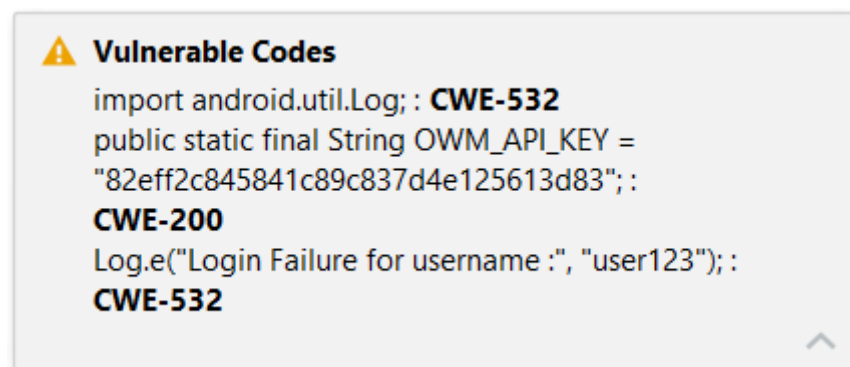 Vulnerable Codes
import android.util.Log; : CWE-532
public static final String OWM_API_KEY =
"82eff2c845841c89c837d4e125613d83"; :
CWE-200
Log.e("Login Failure for username :", "user123"); :
CWE-532